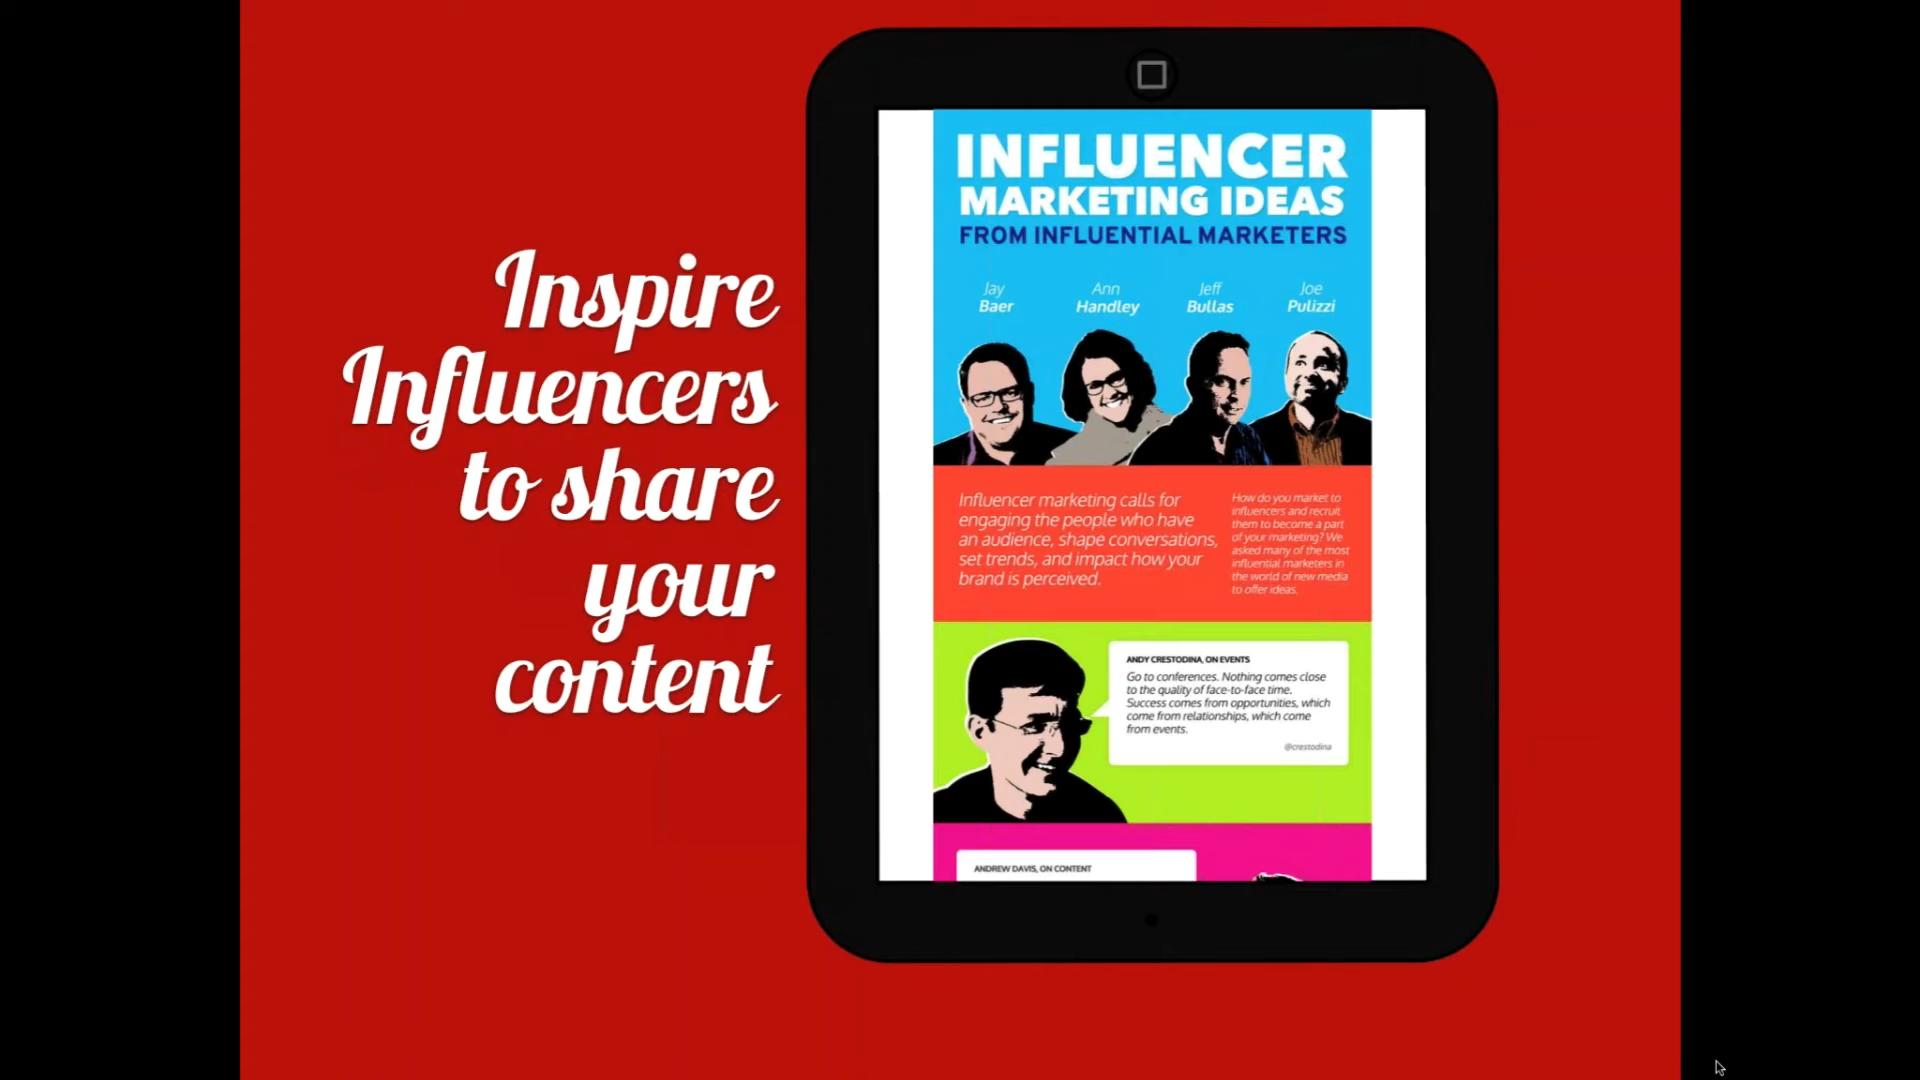 Inspire
Influencers
to share
your
content
INFLUENCER
MARKETING IDEAS
FROM INFLUENTIAL MARKETERS
Jay
Baer
Ann
Handley
Jeff
Bullas
Joe
Pulizzi
Influencer marketing calls for
engaging the people who have
an audience, shape conversations,
set trends, and impact how your
brand is perceived.
How do you market to
influencers and recruit
them to become a part
of your marketing? We
asked many of the most
influential marketers in
the world of new media
to offer ideas.
ANDY CRESTODINA, ON EVENTS
Go to conferences. Nothing comes close
to the quality of face-to-face time.
Success comes from opportunities, which
come from relationships, which come
from events.
@crestodina
ANDREW DAVIS, ON CONTENT